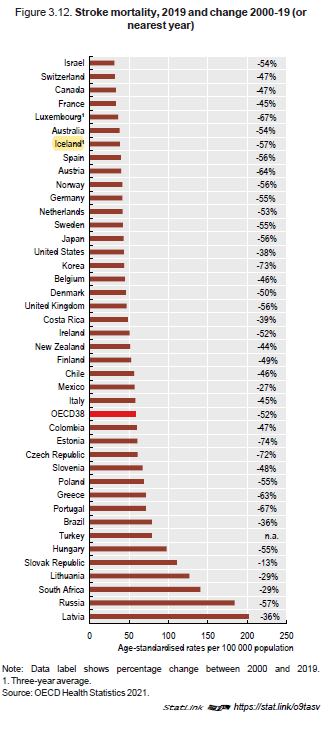 Figure 3.12. Stroke mortality, 2019 and change 2000-19 (or
nearest year)
Israel -54%
Switzerland -47%
Canada -47%
France -45%
Luxembourg¹ -67%
Australia -54%
Iceland¹ -57%
Spain -56%
Austria -64%
Norway -56%
Germany -55%
Netherlands -53%
Sweden -55%
Japan -56%
United States -38%
Korea -73%
Belgium -46%
Denmark -50%
United Kingdom -56%
Costa Rica -39%
Ireland -52%
New Zealand -44%
Finland -49%
Chile -46%
Mexico -27%
Italy -45%
OECD38 -52%
Colombia -47%
Estonia -74%
Czech Republic -72%
Slovenia -48%
Poland -55%
Greece -63%
Portugal -67%
Brazil -36%
Turkey n.a.
Hungary -55%
Slovak Republic -13%
Lithuania -29%
South Africa -29%
Russia -57%
Latvia -36%
0 50 100 150 200 250
Age-standardised rates per 100 000 population
Note: Data label shows percentage change between 2000 and 2019.
1. Three-year average.
Source: OECD Health Statistics 2021.
StatLink https://stat.link/o9tasv